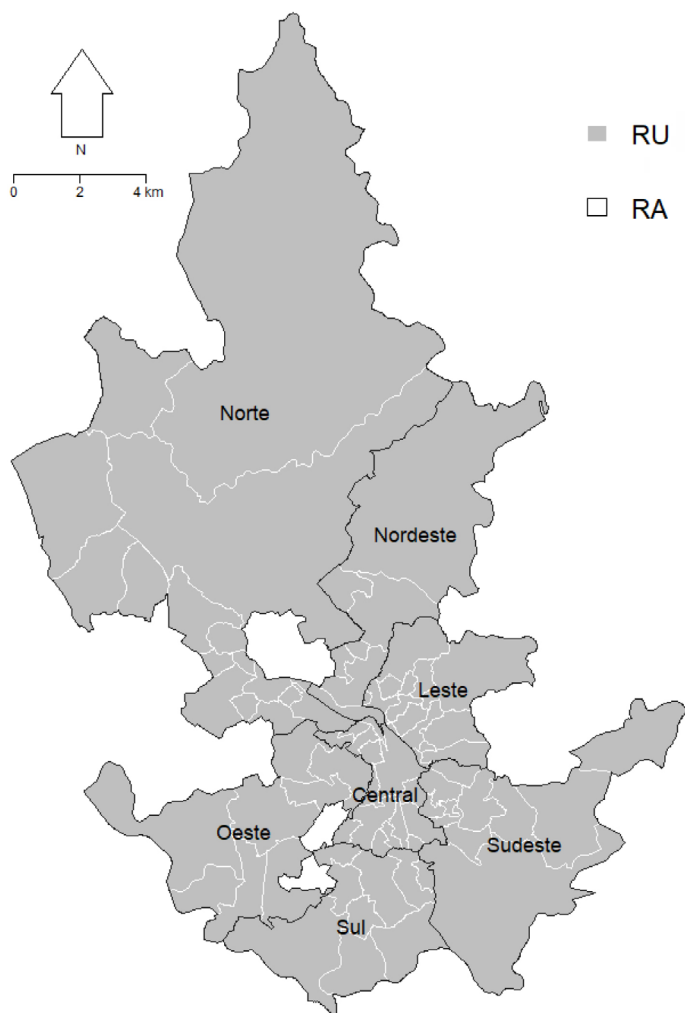 N
0 2 4 km
RU
RA
Norte
Nordeste
Leste
Central
Oeste
Sudeste
Sul